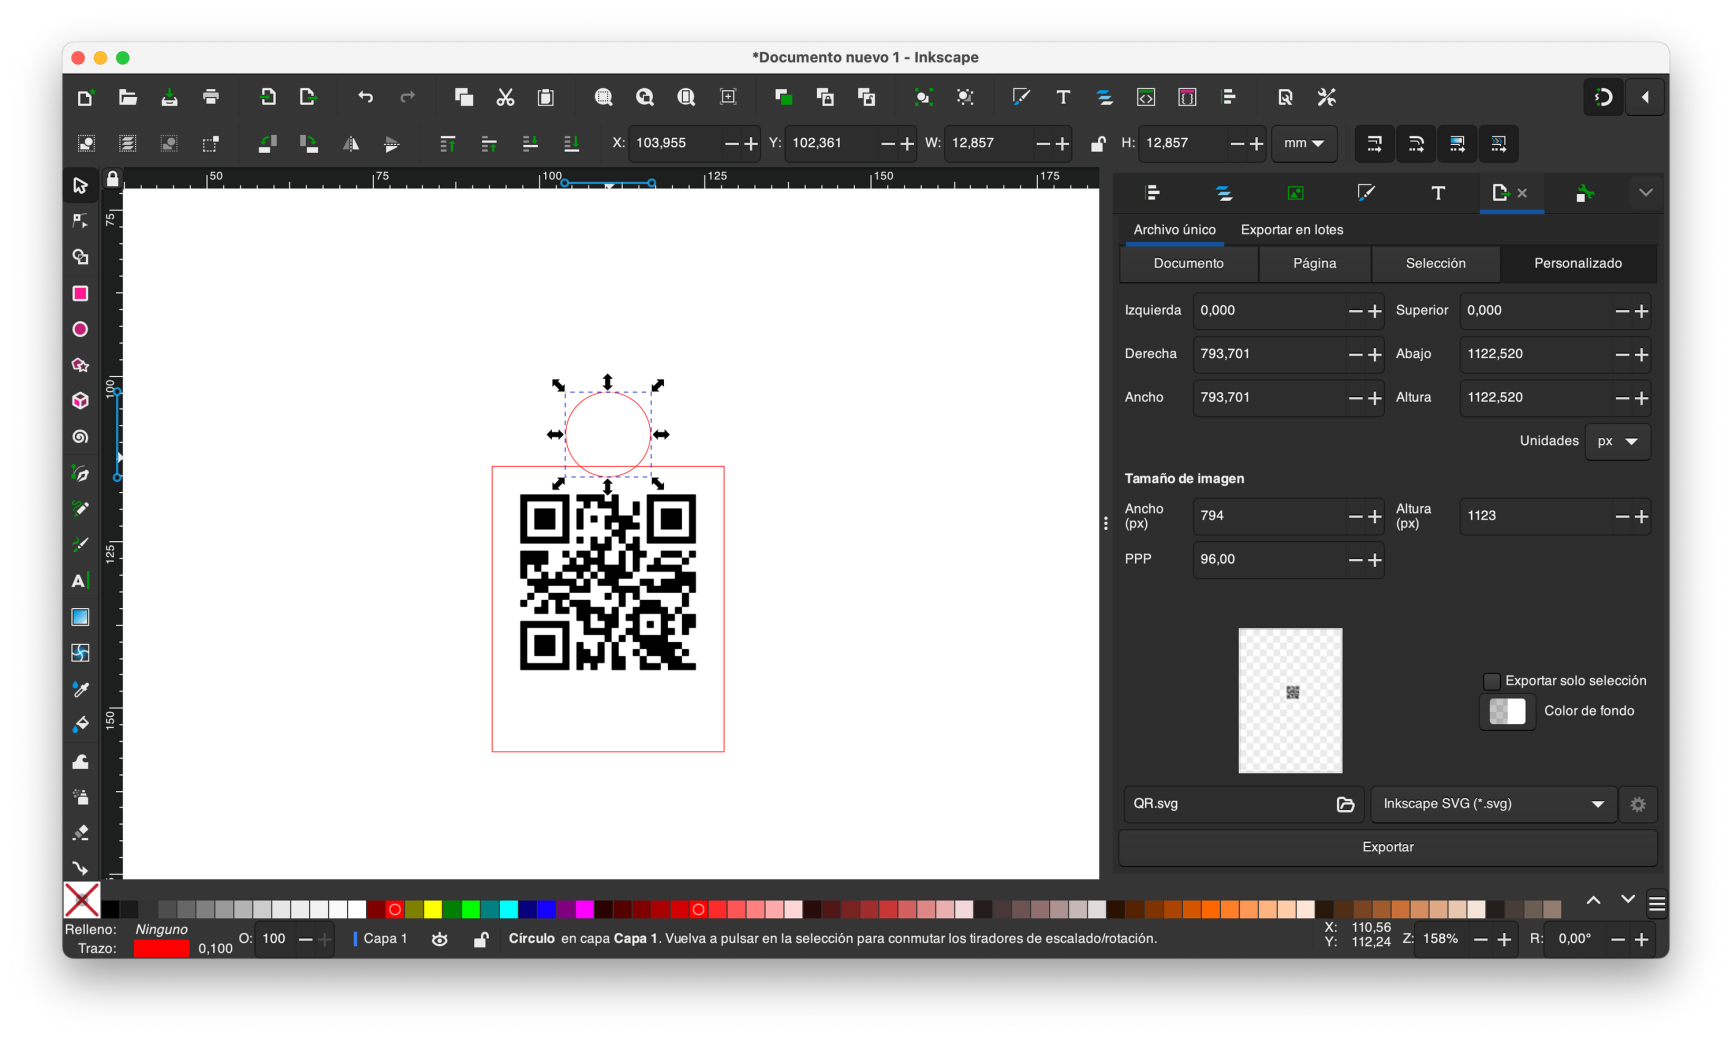 *Documento nuevo 1 - Inkscape
X: 103,955 Y: 102,361 W: 12,857 H: 12,857 mm
50 75 100 125 150 175
75
100
125
150
Archivo único Exportar en lotes
Documento Página Selección Personalizado
Izquierda 0,000 Superior 0,000
Derecha 793,701 Abajo 1122,520
Ancho 793,701 Altura 1122,520
Unidades px
Tamaño de imagen
Ancho (px) 794 Altura (px) 1123
PPP 96,00
Exportar solo selección
Color de fondo
QR.svg Inkscape SVG (*.svg)
Exportar
Relleno: Ninguno
Trazo: 0,100
O: 100 Capa 1 Círculo en capa Capa 1. Vuelva a pulsar en la selección para conmutar los tiradores de escalado/rotación.
X: 110,56
Y: 112,24
Z: 158% R: 0,00°